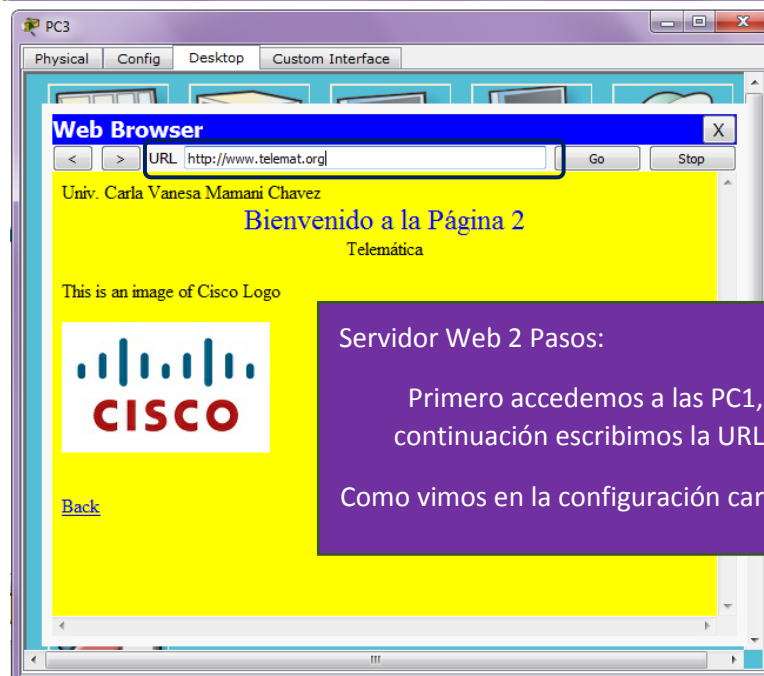 PC3
Physical Config Desktop Custom Interface
Web Browser X
< > URL http://www.telemat.org Go Stop
Univ. Carla Vanesa Mamani Chavez
Bienvenido a la Página 2
Telemática
This is an image of Cisco Logo
CISCO
Back
Servidor Web 2 Pasos:
Primero accedemos a las PC1,
continuación escribimos la URL
Como vimos en la configuración car